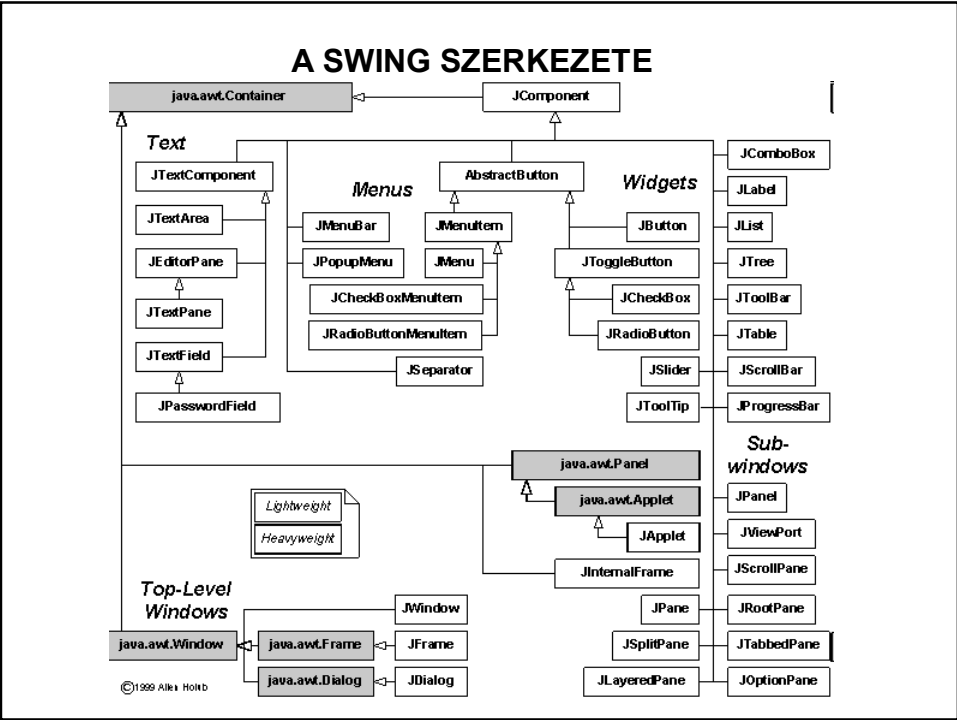 A SWING SZERKEZETE
java.awt.Container
JComponent
Text
JTextComponent
JTextArea
JEditorPane
JTextPane
JTextField
JPasswordField
Menus
JMenuBar
JPopupMenu
AbstractButton
JMenuItem
JMenu
JCheckBoxMenuItem
JRadioButtonMenuItem
JSeparator
Widgets
JButton
JToggleButton
JCheckBox
JRadioButton
JSlider
JToolTip
JComboBox
JLabel
JList
JTree
JToolBar
JTable
JScrollBar
JProgressBar
Sub-
windows
java.awt.Panel
java.awt.Applet
JApplet
JInternalFrame
JPanel
JViewPort
JScrollPane
JPane
JRootPane
JSplitPane
JTabbedPane
JLayeredPane
JOptionPane
Lightweight
Heavyweight
Top-Level
Windows
JWindow
java.awt.Window
java.awt.Frame
JFrame
java.awt.Dialog
JDialog
©1999 Allen Holub